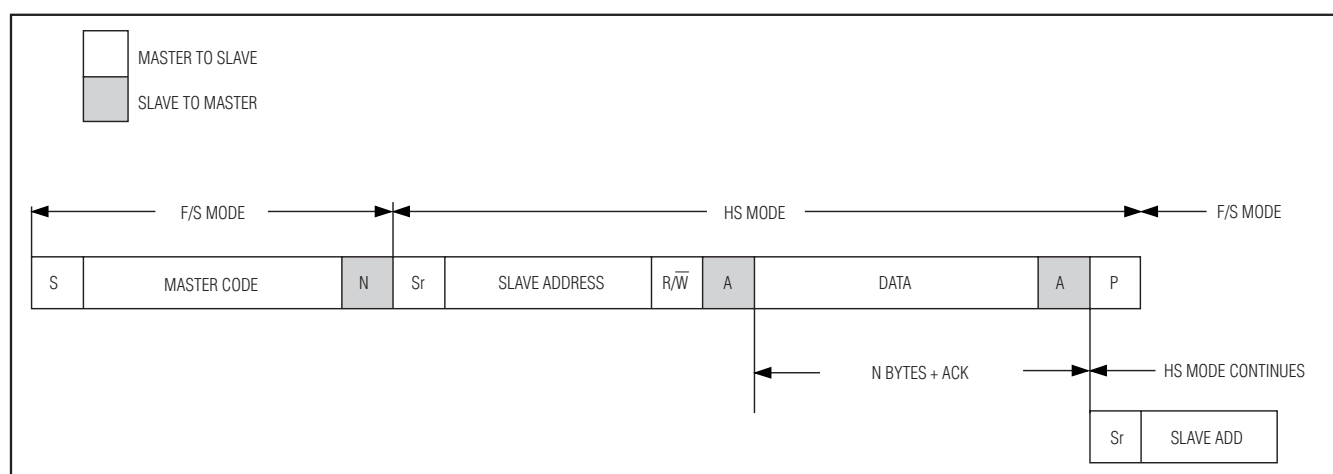 MASTER TO SLAVE
SLAVE TO MASTER
F/S MODE HS MODE F/S MODE
S MASTER CODE N Sr SLAVE ADDRESS R/W̅ A DATA A P
N BYTES + ACK HS MODE CONTINUES
Sr SLAVE ADD